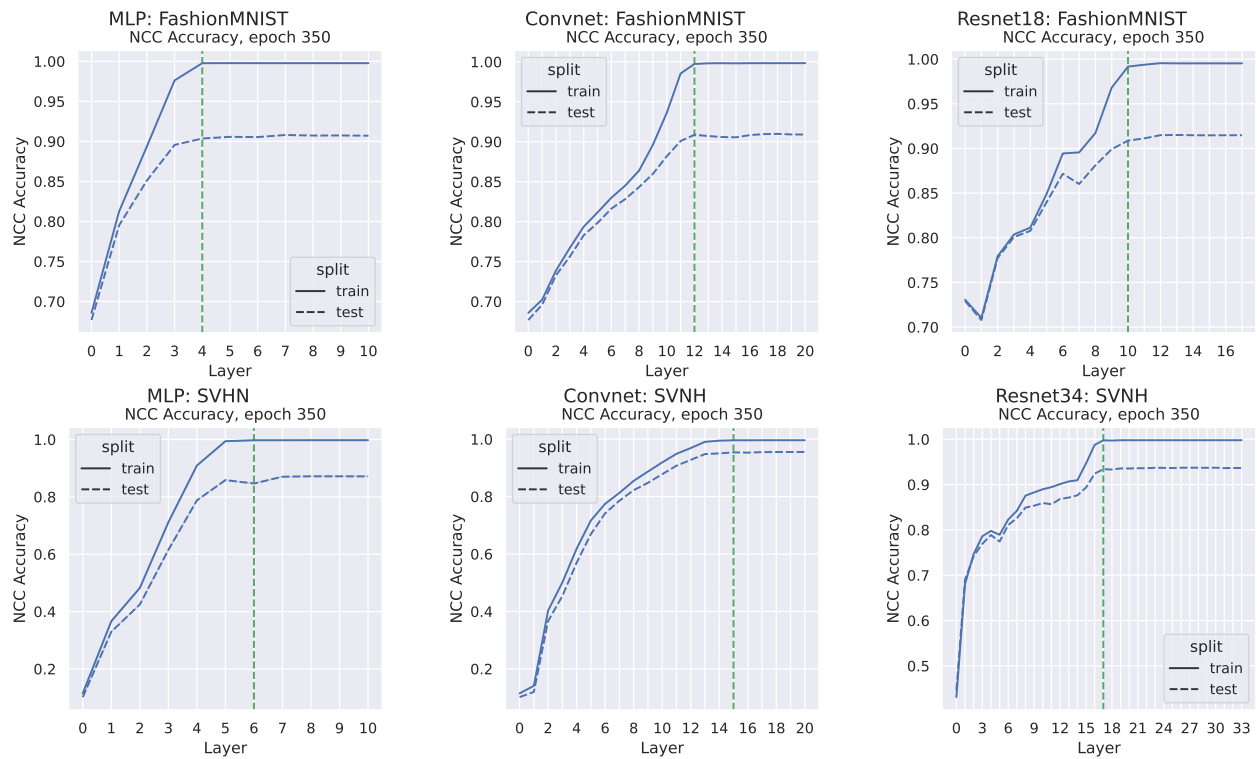 MLP: FashionMNIST
NCC Accuracy, epoch 350
1.00
0.95
0.90
0.85
0.80
0.75
0.70
NCC Accuracy
split
train
test
0 1 2 3 4 5 6 7 8 9 10
Layer
Convnet: FashionMNIST
NCC Accuracy, epoch 350
1.00
0.95
0.90
0.85
0.80
0.75
0.70
NCC Accuracy
split
train
test
0 2 4 6 8 10 12 14 16 18 20
Layer
Resnet18: FashionMNIST
NCC Accuracy, epoch 350
1.00
0.95
0.90
0.85
0.80
0.75
0.70
NCC Accuracy
split
train
test
0 2 4 6 8 10 12 14 16
Layer
MLP: SVHN
NCC Accuracy, epoch 350
1.0
0.8
0.6
0.4
0.2
NCC Accuracy
split
train
test
0 1 2 3 4 5 6 7 8 9 10
Layer
Convnet: SVNH
NCC Accuracy, epoch 350
1.0
0.8
0.6
0.4
0.2
NCC Accuracy
split
train
test
0 2 4 6 8 10 12 14 16 18 20
Layer
Resnet34: SVNH
NCC Accuracy, epoch 350
1.0
0.9
0.8
0.7
0.6
0.5
NCC Accuracy
split
train
test
0 3 6 9 12 15 18 21 24 27 30 33
Layer